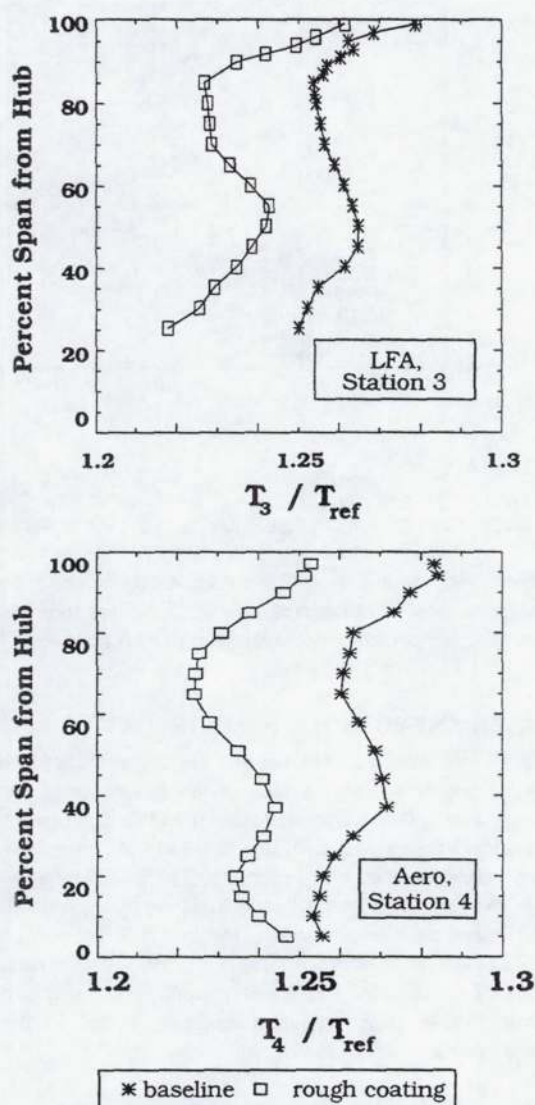 Percent Span from Hub
100
80
60
40
20
0
LFA,
Station 3
1.2 1.25 1.3
T3 / Tref
Percent Span from Hub
100
80
60
40
20
0
Aero,
Station 4
1.2 1.25 1.3
T4 / Tref
* baseline □ rough coating